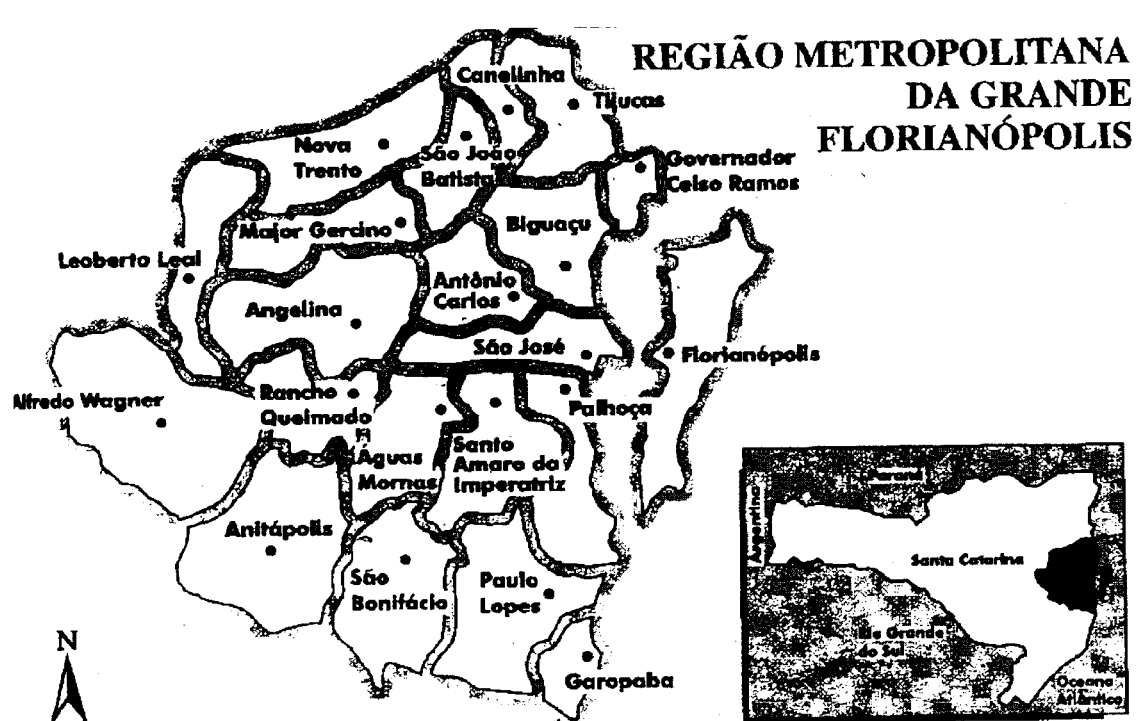 REGIÃO METROPOLITANA
DA GRANDE
FLORIANÓPOLIS
Canelinha
Tijucas
Nova
Trento
São João
Batista
Governador
Celso Ramos
Major Gercino
Biguaçu
Leoberto Leal
Antônio
Carlos
Angelina
São José
Florianópolis
Alfredo Wagner
Rancho
Queimado
Palhoça
Águas
Mornas
Santo
Amaro da
Imperatriz
Anitápolis
São
Bonifácio
Paulo
Lopes
Garopaba
N
Paraná
Argentina
Santa Catarina
Rio Grande
do Sul
Oceano
Atlântico